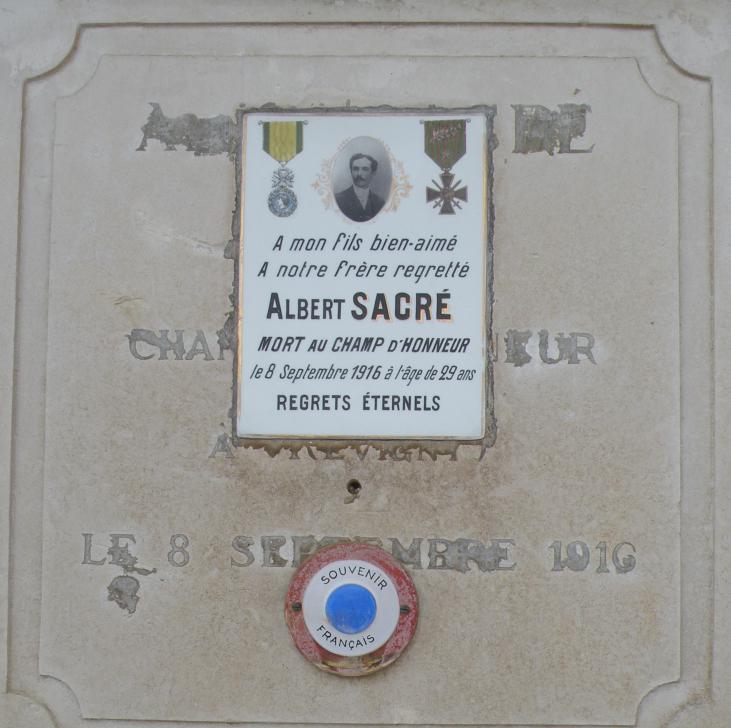 DE
A mon fils bien-aimé
A notre frère regretté
ALBERT SACRÉ
MORT AU CHAMP D'HONNEUR
le 8 Septembre 1916 à l'âge de 29 ans
REGRETS ÉTERNELS
LE 8 SEPTEMBRE 1916
SOUVENIR
FRANÇAIS